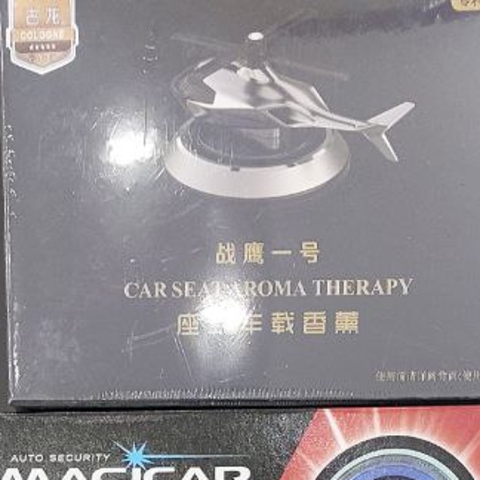 古龙
COLOGNE
战鹰一号
CAR SEAT AROMA THERAPY
座 车载香薰
AUTO SECURITY
MAGICAR